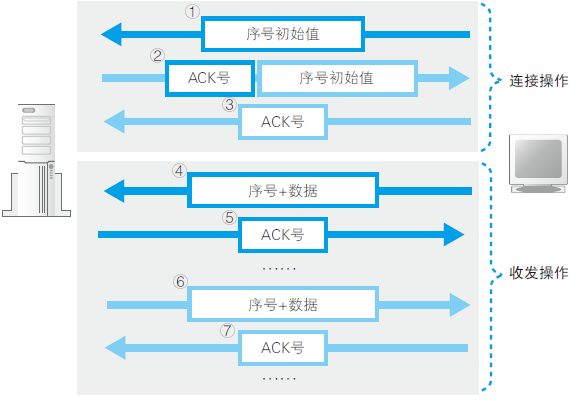 ① 序号初始值
② ACK号 序号初始值
③ ACK号
连接操作
④ 序号+数据
⑤ ACK号
……
收发操作
⑥ 序号+数据
⑦ ACK号
……